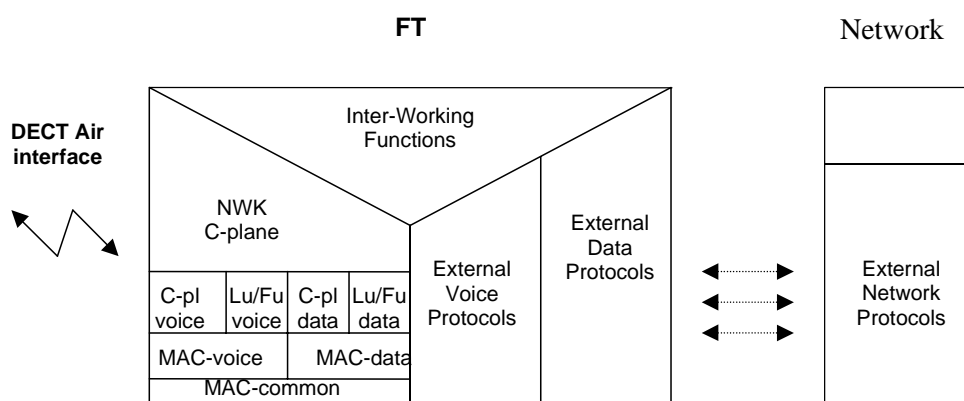 FT
Network
DECT Air
interface
Inter-Working
Functions
NWK
C-plane
External
Data
Protocols
External
Voice
Protocols
External
Network
Protocols
C-pl
voice
Lu/Fu
voice
C-pl
data
Lu/Fu
data
MAC-voice
MAC-data
MAC-common